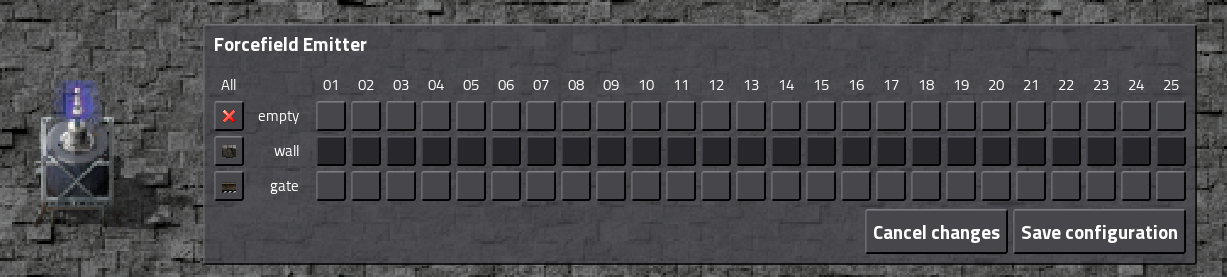 Forcefield Emitter
All 01 02 03 04 05 06 07 08 09 10 11 12 13 14 15 16 17 18 19 20 21 22 23 24 25
empty
wall
gate
Cancel changes Save configuration